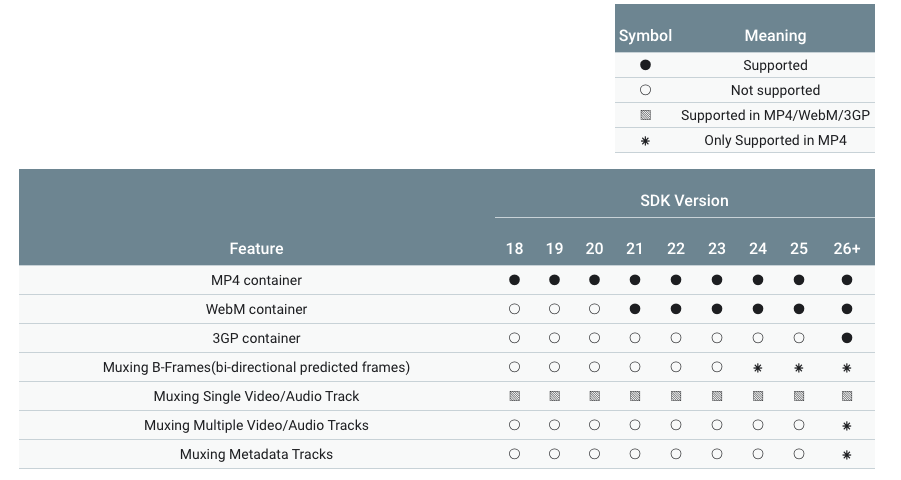 Symbol Meaning
● Supported
○ Not supported
▨ Supported in MP4/WebM/3GP
⁕ Only Supported in MP4
SDK Version
Feature 18 19 20 21 22 23 24 25 26+
MP4 container ● ● ● ● ● ● ● ● ●
WebM container ○ ○ ○ ● ● ● ● ● ●
3GP container ○ ○ ○ ○ ○ ○ ○ ○ ●
Muxing B-Frames(bi-directional predicted frames) ○ ○ ○ ○ ○ ○ ⁕ ⁕ ⁕
Muxing Single Video/Audio Track ▨ ▨ ▨ ▨ ▨ ▨ ▨ ▨ ▨
Muxing Multiple Video/Audio Tracks ○ ○ ○ ○ ○ ○ ○ ○ ⁕
Muxing Metadata Tracks ○ ○ ○ ○ ○ ○ ○ ○ ⁕